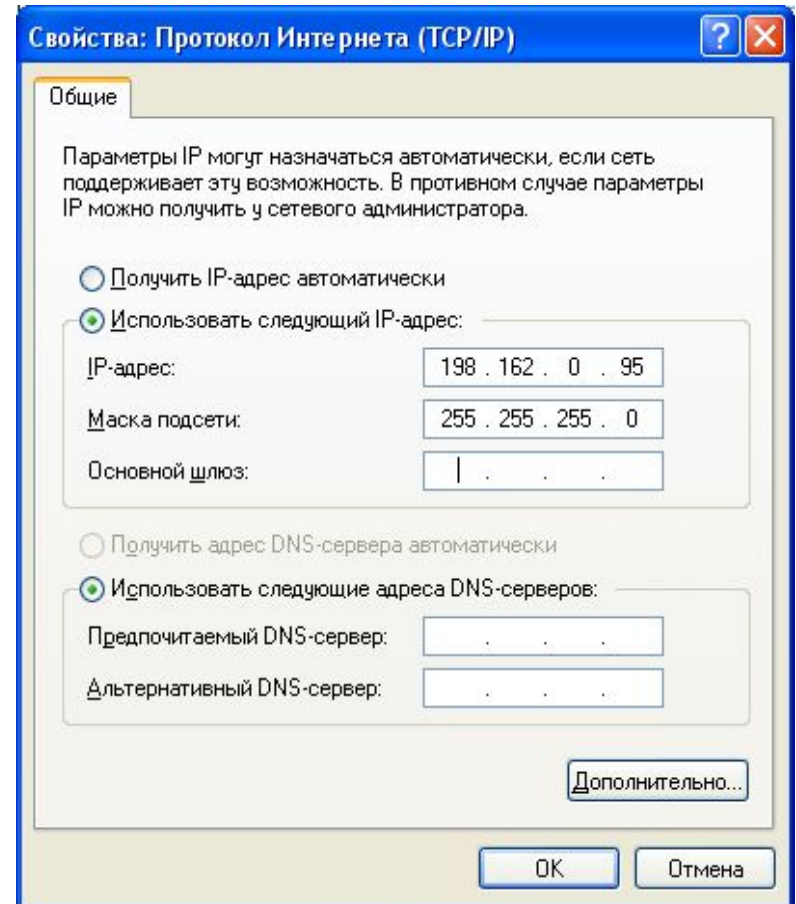 Свойства: Протокол Интернета (TCP/IP)
Общие
Параметры IP могут назначаться автоматически, если сеть
поддерживает эту возможность. В противном случае параметры
IP можно получить у сетевого администратора.
Получить IP-адрес автоматически
Использовать следующий IP-адрес:
IP-адрес: 198 . 162 . 0 . 95
Маска подсети: 255 . 255 . 255 . 0
Основной шлюз: . . .
Получить адрес DNS-сервера автоматически
Использовать следующие адреса DNS-серверов:
Предпочитаемый DNS-сервер: . . .
Альтернативный DNS-сервер: . . .
Дополнительно...
OK Отмена